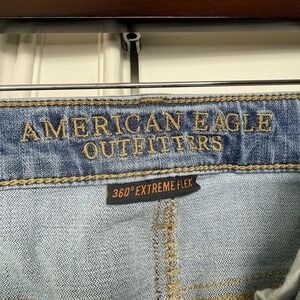 AMERICAN EAGLE
OUTFITTERS
360° EXTREME FLEX